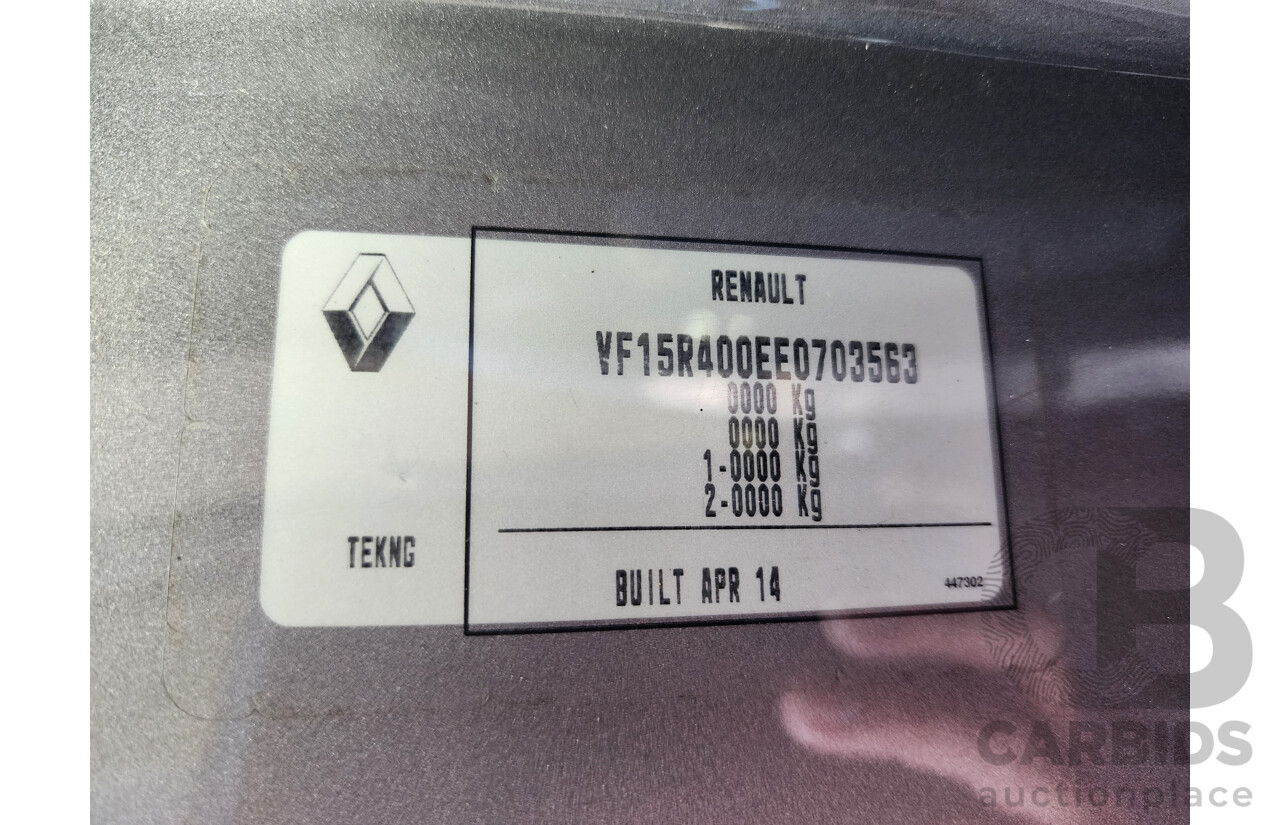 RENAULT
VF15R400EE0703563
0000 Kg
0000 Kg
1-0000 Kg
2-0000 Kg
TEKNG
BUILT APR 14
447302
B
CARBIDS
auctionplace